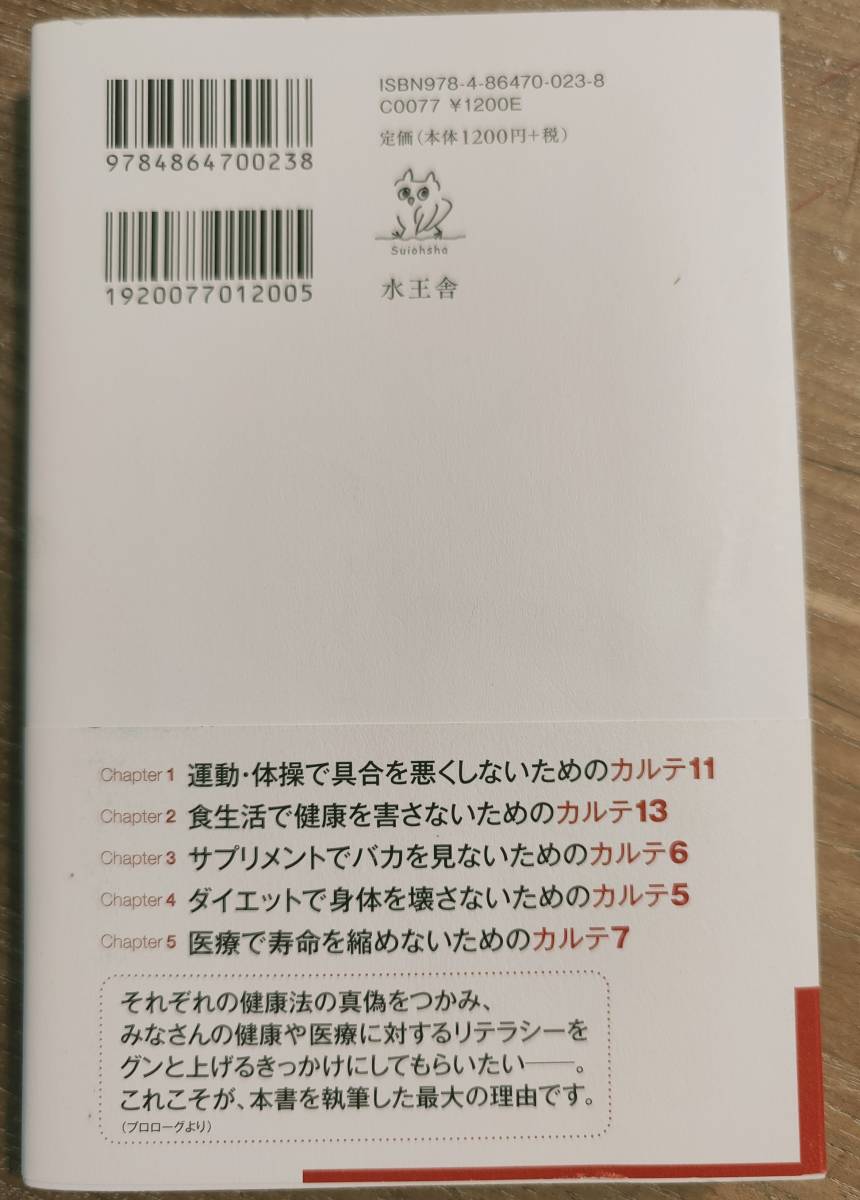 9784864700238
1920077012005
ISBN978-4-86470-023-8
C0077 ¥1200E
定価(本体1200円+税)
Suiohsha
水王舎
Chapter 1 運動・体操で具合を悪くしないためのカルテ11
Chapter 2 食生活で健康を害さないためのカルテ13
Chapter 3 サプリメントでバカを見ないためのカルテ6
Chapter 4 ダイエットで身体を壊さないためのカルテ5
Chapter 5 医療で寿命を縮めないためのカルテ7
それぞれの健康法の真偽をつかみ、
みなさんの健康や医療に対するリテラシーを
グンと上げるきっかけにしてもらいたい――。
これこそが、本書を執筆した最大の理由です。
(プロローグより)